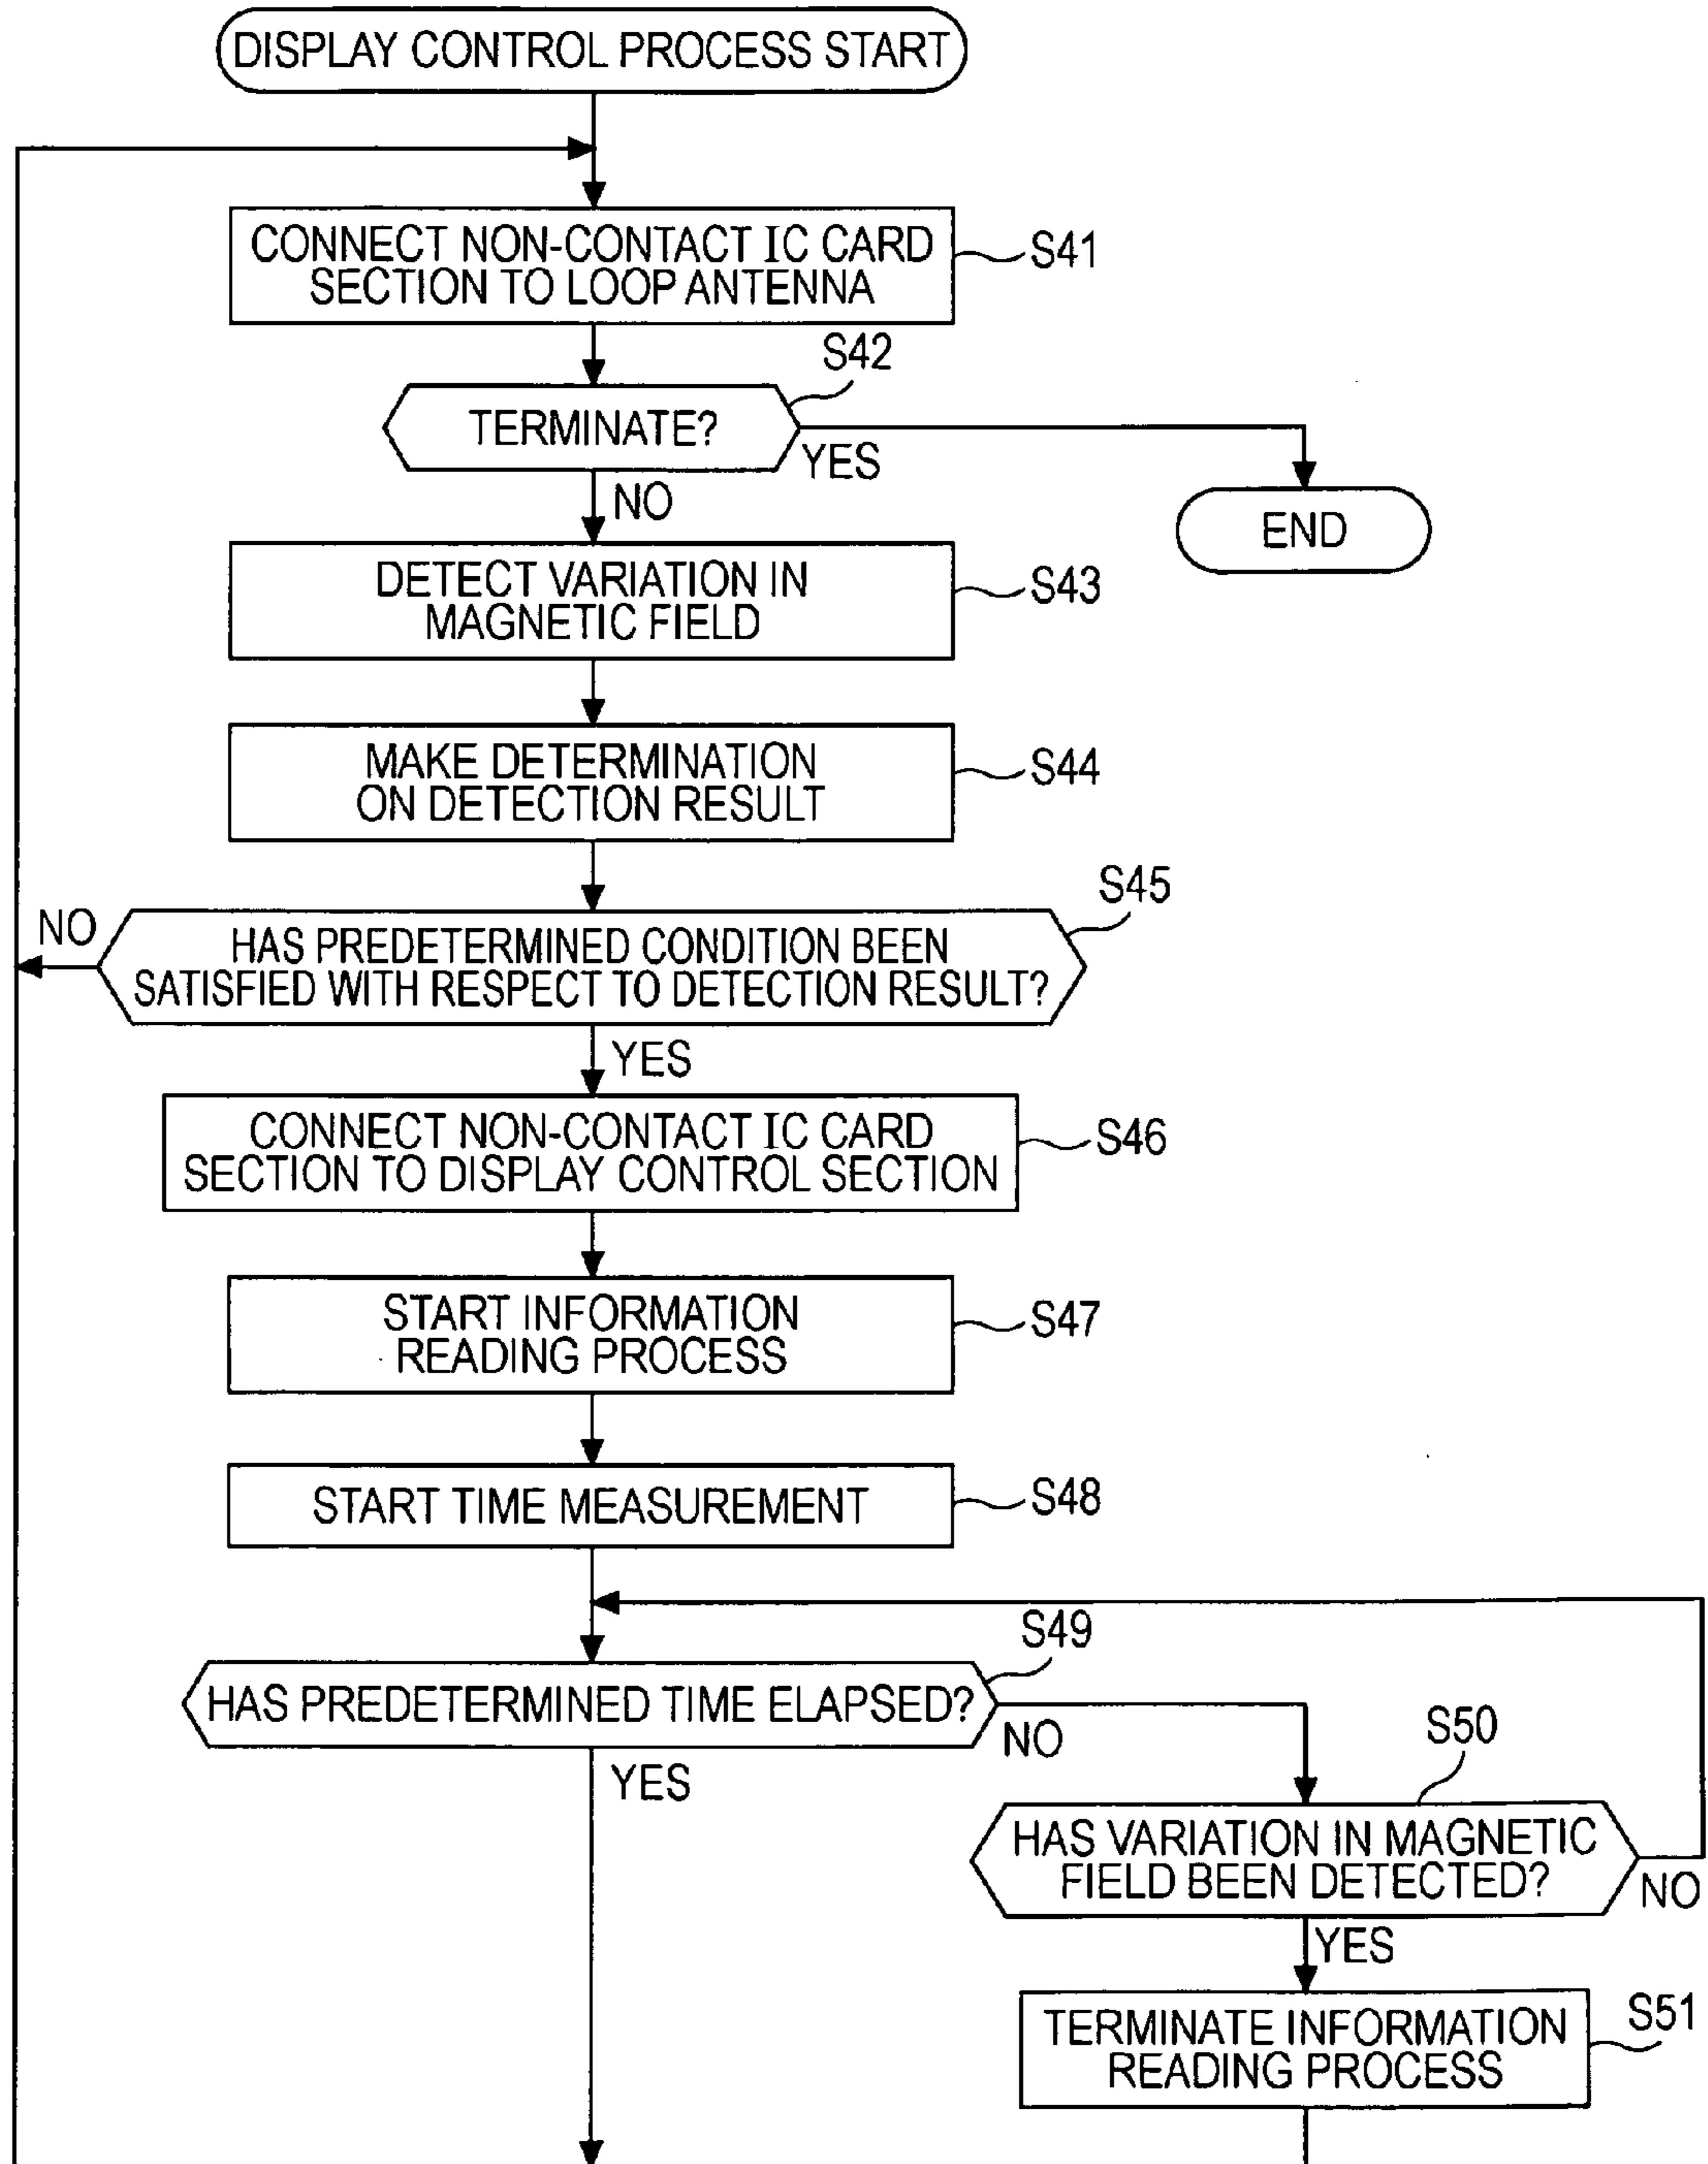 DISPLAY CONTROL PROCESS START
CONNECT NON-CONTACT IC CARD
SECTION TO LOOP ANTENNA
S41
S42
TERMINATE?
YES
NO
END
DETECT VARIATION IN
MAGNETIC FIELD
S43
MAKE DETERMINATION
ON DETECTION RESULT
S44
S45
NO
HAS PREDETERMINED CONDITION BEEN
SATISFIED WITH RESPECT TO DETECTION RESULT?
YES
CONNECT NON-CONTACT IC CARD
SECTION TO DISPLAY CONTROL SECTION
S46
START INFORMATION
READING PROCESS
S47
START TIME MEASUREMENT
S48
S49
HAS PREDETERMINED TIME ELAPSED?
NO
YES
S50
HAS VARIATION IN MAGNETIC
FIELD BEEN DETECTED?
NO
YES
TERMINATE INFORMATION
READING PROCESS
S51